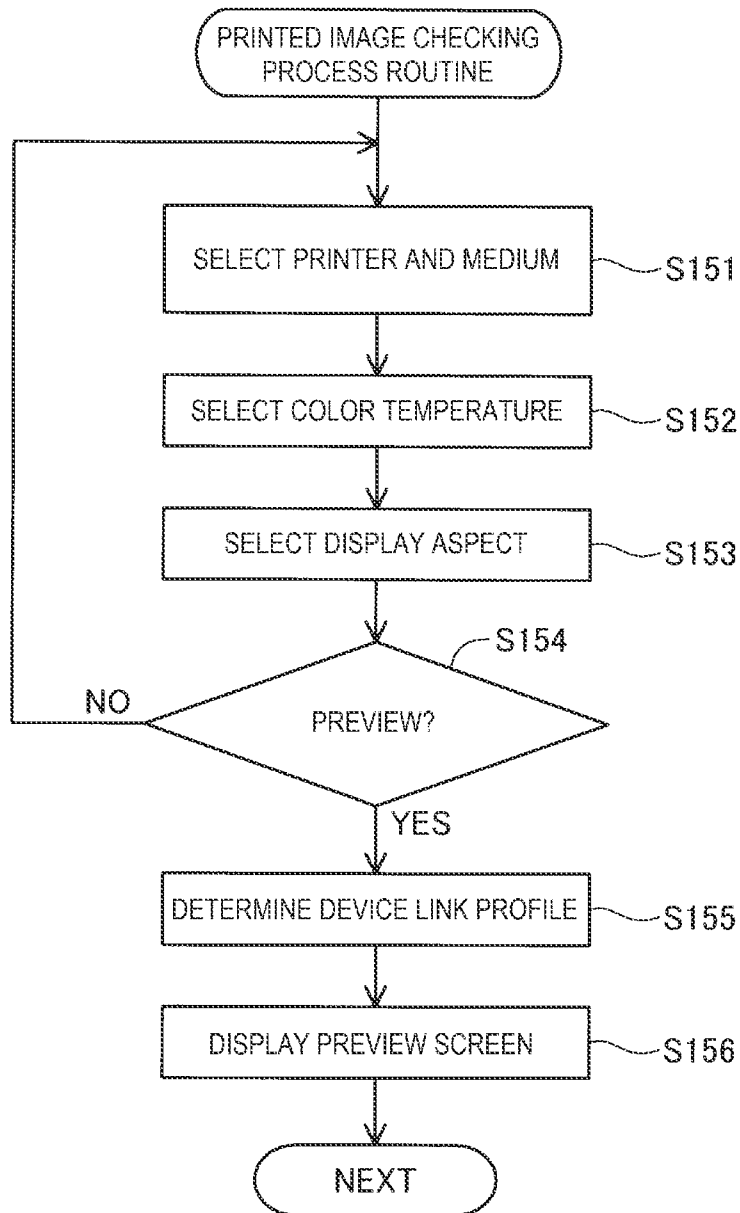 PRINTED IMAGE CHECKING
PROCESS ROUTINE
SELECT PRINTER AND MEDIUM
S151
SELECT COLOR TEMPERATURE
S152
SELECT DISPLAY ASPECT
S153
S154
NO
PREVIEW?
YES
DETERMINE DEVICE LINK PROFILE
S155
DISPLAY PREVIEW SCREEN
S156
NEXT